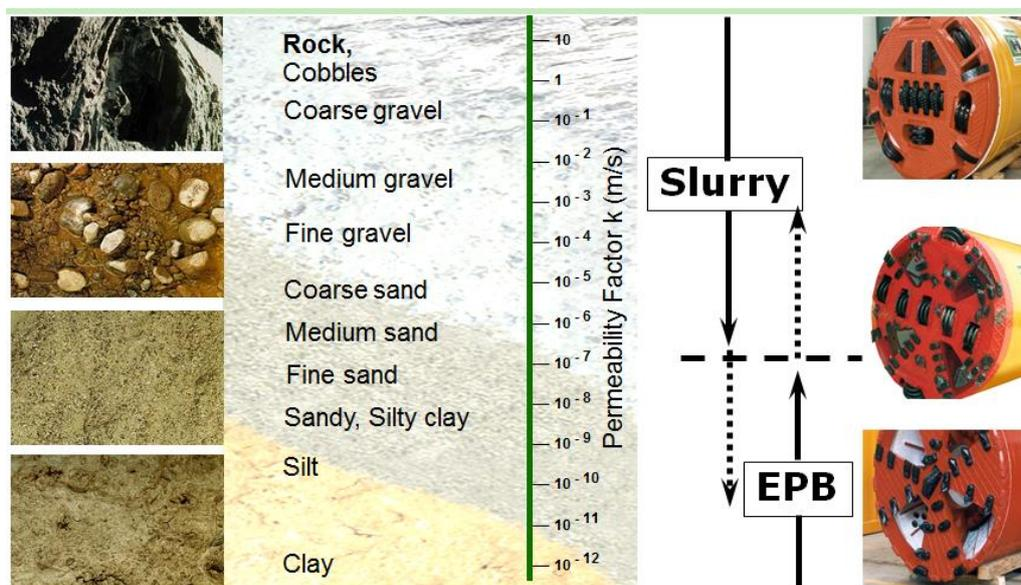 Rock,
Cobbles
Coarse gravel
Medium gravel
Fine gravel
Coarse sand
Medium sand
Fine sand
Sandy, Silty clay
Silt
Clay
10
1
10⁻¹
10⁻²
10⁻³
10⁻⁴
10⁻⁵
10⁻⁶
10⁻⁷
10⁻⁸
10⁻⁹
10⁻¹⁰
10⁻¹¹
10⁻¹²
Permeability Factor k (m/s)
Slurry
EPB